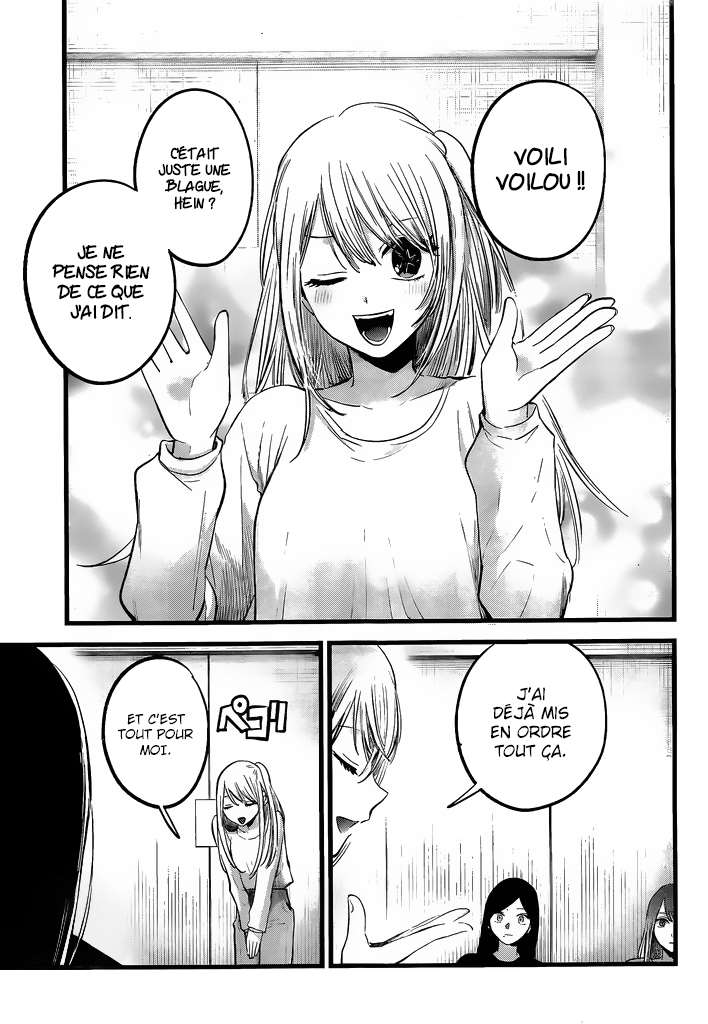 VOILI
VOILOU !!
C'ÉTAIT
JUSTE UNE
BLAGUE,
HEIN ?
JE NE
PENSE RIEN
DE CE QUE
J'AI DIT.
J'AI
DÉJÀ MIS
EN ORDRE
TOUT ÇA.
ET C'EST
TOUT POUR
MOI.
ペコリ